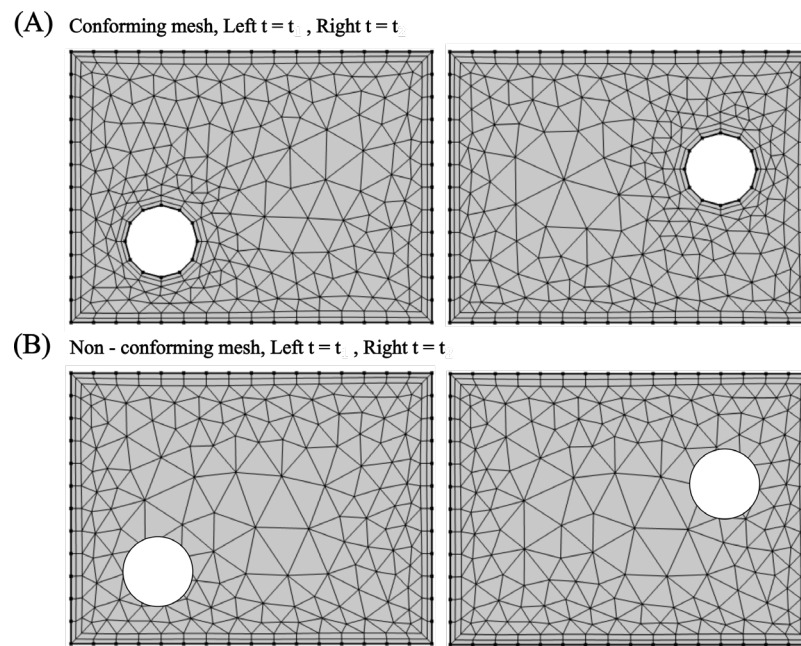 (A) Conforming mesh, Left t = t , Right t = t
(B) Non - conforming mesh, Left t = t , Right t = t